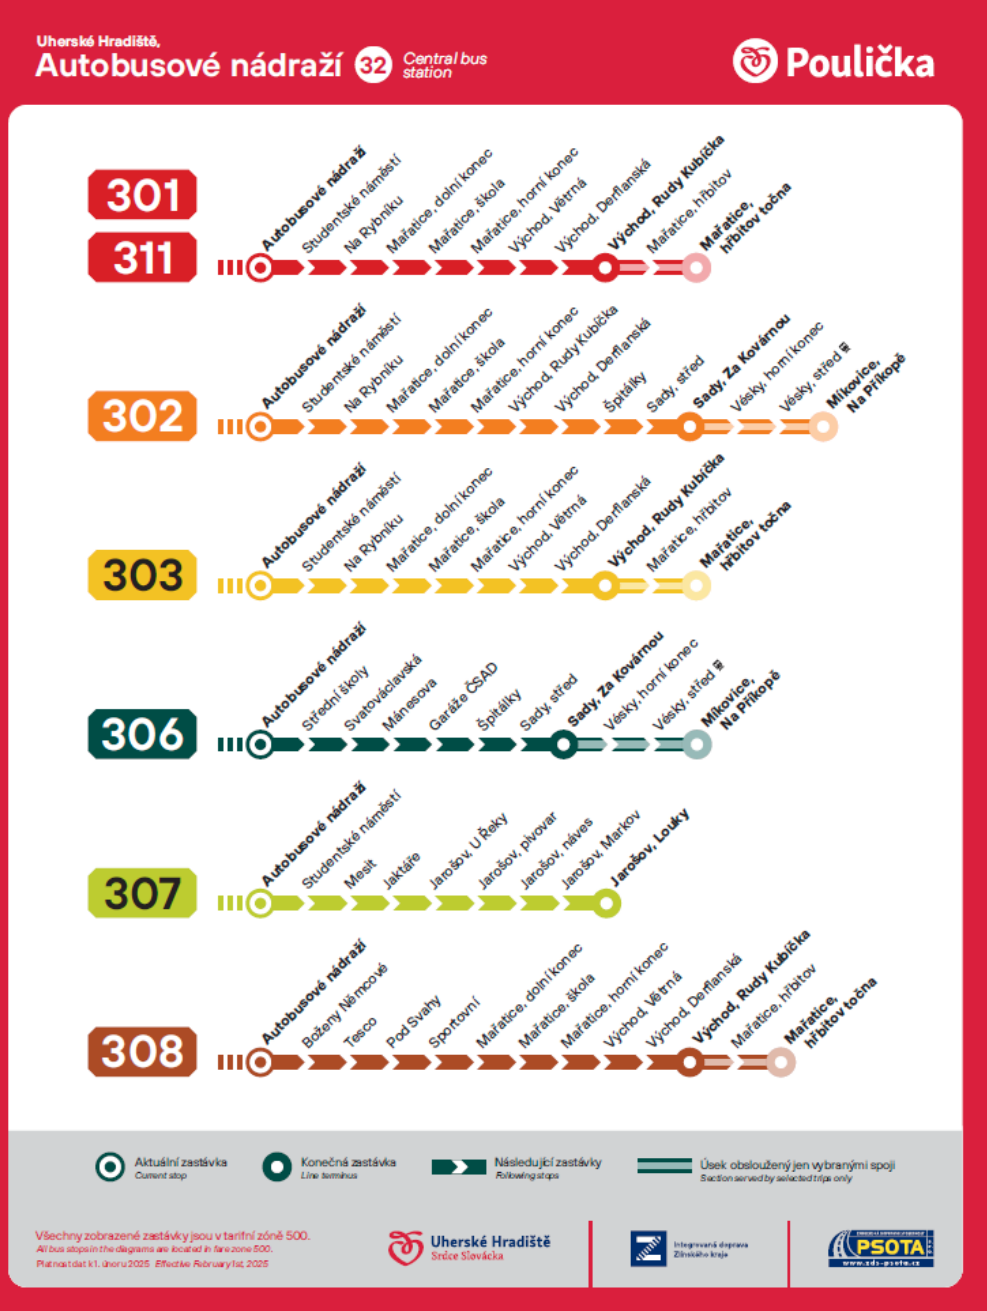 Uherské Hradiště,
Autobusové nádraží 32 Central bus station
Poulička
301
311
Autobusové nádraží
Studentské náměstí
Na Rybníku
Mařatice, dolní konec
Mařatice, škola
Mařatice, horní konec
Východ, Větrná
Východ, Derflanská
Východ, Rudy Kubíčka
Mařatice, hřbitov
Mařatice,
hřbitov točna
302
Autobusové nádraží
Studentské náměstí
Na Rybníku
Mařatice, dolní konec
Mařatice, škola
Mařatice, horní konec
Východ, Rudy Kubíčka
Východ, Derflanská
Špitálky
Sady, střed
Sady, Za Kovárnou
Vésky, horní konec
Vésky, střed
Míkovice,
Na Příkopě
303
Autobusové nádraží
Studentské náměstí
Na Rybníku
Mařatice, dolní konec
Mařatice, škola
Mařatice, horní konec
Východ, Větrná
Východ, Derflanská
Východ, Rudy Kubíčka
Mařatice, hřbitov
Mařatice,
hřbitov točna
306
Autobusové nádraží
Střední školy
Svatováclavská
Mánesova
Garáže ČSAD
Špitálky
Sady, střed
Sady, Za Kovárnou
Vésky, horní konec
Vésky, střed
Míkovice,
Na Příkopě
307
Autobusové nádraží
Studentské náměstí
Mesit
Jaktáře
Jarošov, U Řeky
Jarošov, pivovar
Jarošov, náves
Jarošov, Markov
Jarošov, Louky
308
Autobusové nádraží
Boženy Němcové
Tesco
Pod Svahy
Sportovní
Mařatice, dolní konec
Mařatice, škola
Mařatice, horní konec
Východ, Větrná
Východ, Derflanská
Východ, Rudy Kubíčka
Mařatice, hřbitov
Mařatice,
hřbitov točna
Aktuální zastávka
Current stop
Konečná zastávka
Line terminus
Následující zastávky
Following stops
Úsek obsloužený jen vybranými spoji
Section served by selected trips only
Všechny zobrazené zastávky jsou v tarifní zóně 500.
All bus stops in the diagrams are located in fare zone 500.
Platnost dat k 1. únoru 2025 Effective February 1st, 2025
Uherské Hradiště
Srdce Slovácka
Integrovaná doprava
Zlínského kraje
PSOTA
www.zds-psota.cz